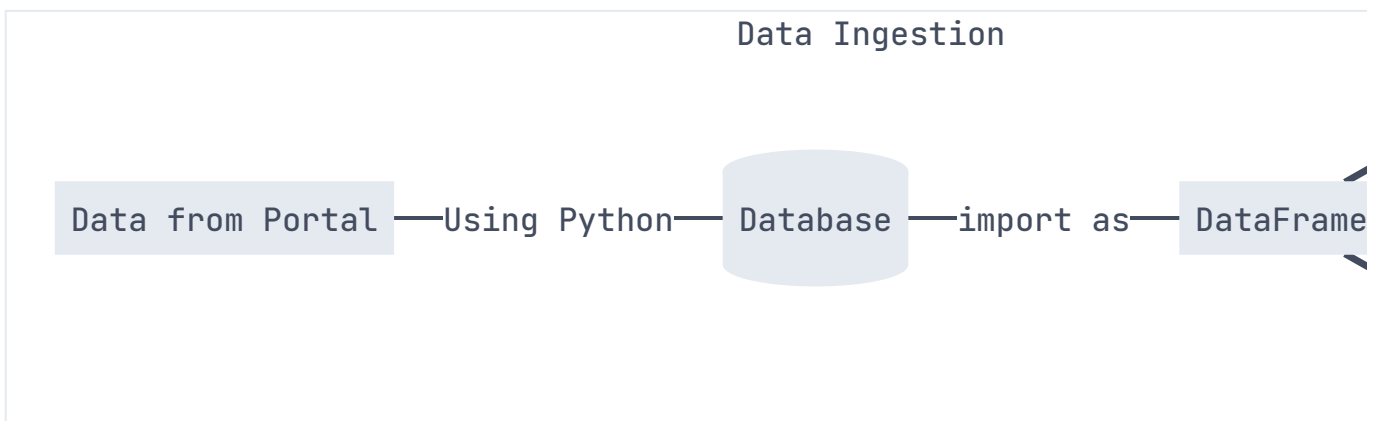 Data Ingestion
Data from Portal
Using Python
Database
import as
DataFrame